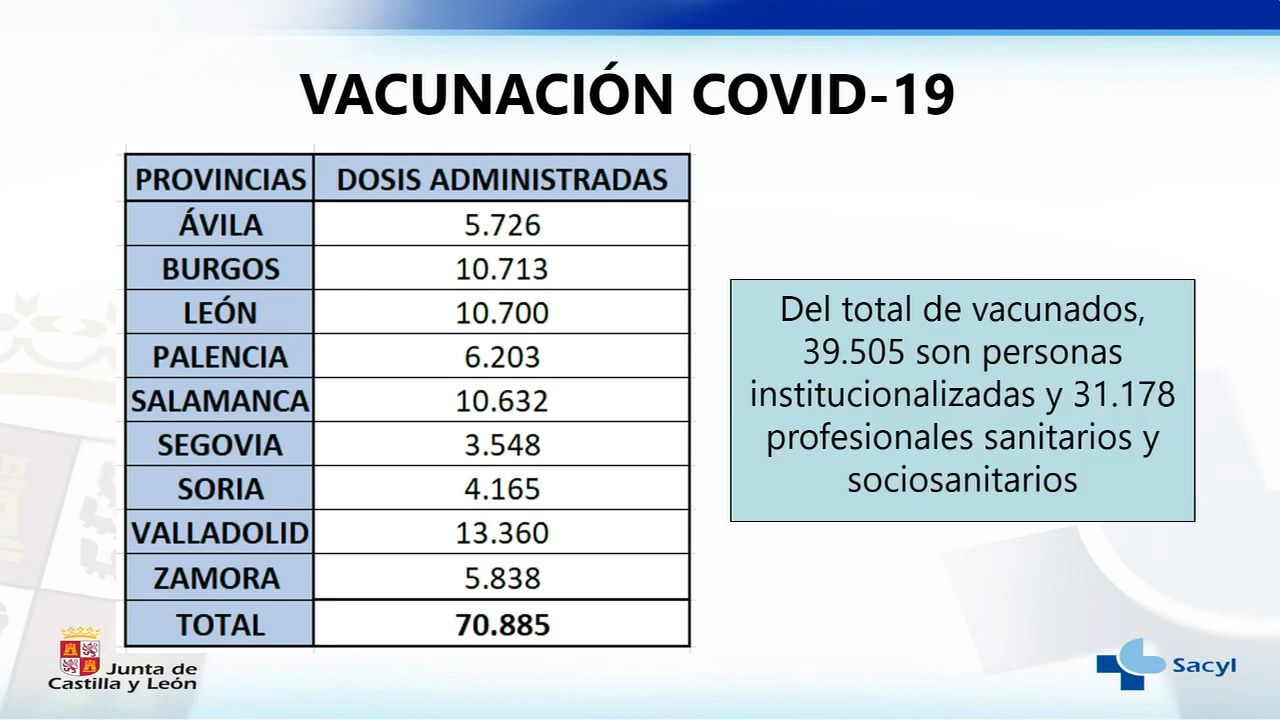 VACUNACIÓN COVID-19
PROVINCIAS DOSIS ADMINISTRADAS
ÁVILA 5.726
BURGOS 10.713
LEÓN 10.700
PALENCIA 6.203
SALAMANCA 10.632
SEGOVIA 3.548
SORIA 4.165
VALLADOLID 13.360
ZAMORA 5.838
TOTAL 70.885
Del total de vacunados,
39.505 son personas
institucionalizadas y 31.178
profesionales sanitarios y
sociosanitarios
Junta de
Castilla y León
Sacyl